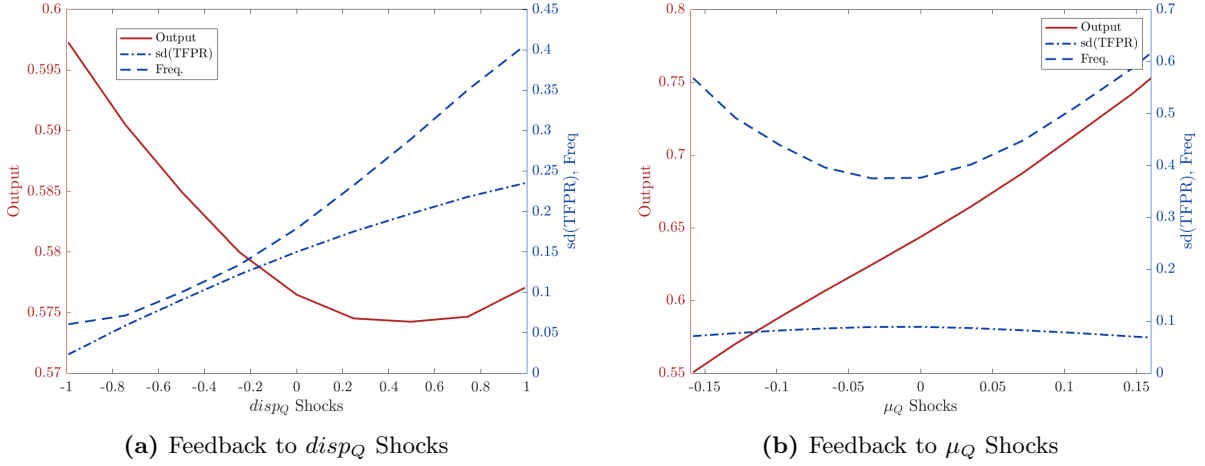 Output
sd(TFPR)
Freq.
0.6
0.595
0.59
0.585
0.58
0.575
0.57
Output
0.45
0.4
0.35
0.3
0.25
0.2
0.15
0.1
0.05
0
sd(TFPR), Freq
-1 -0.8 -0.6 -0.4 -0.2 0 0.2 0.4 0.6 0.8 1
disp_Q Shocks
(a) Feedback to disp_Q Shocks
Output
sd(TFPR)
Freq.
0.8
0.75
0.7
0.65
0.6
0.55
Output
0.7
0.6
0.5
0.4
0.3
0.2
0.1
0
sd(TFPR), Freq
-0.15 -0.1 -0.05 0 0.05 0.1 0.15
μ_Q Shocks
(b) Feedback to μ_Q Shocks